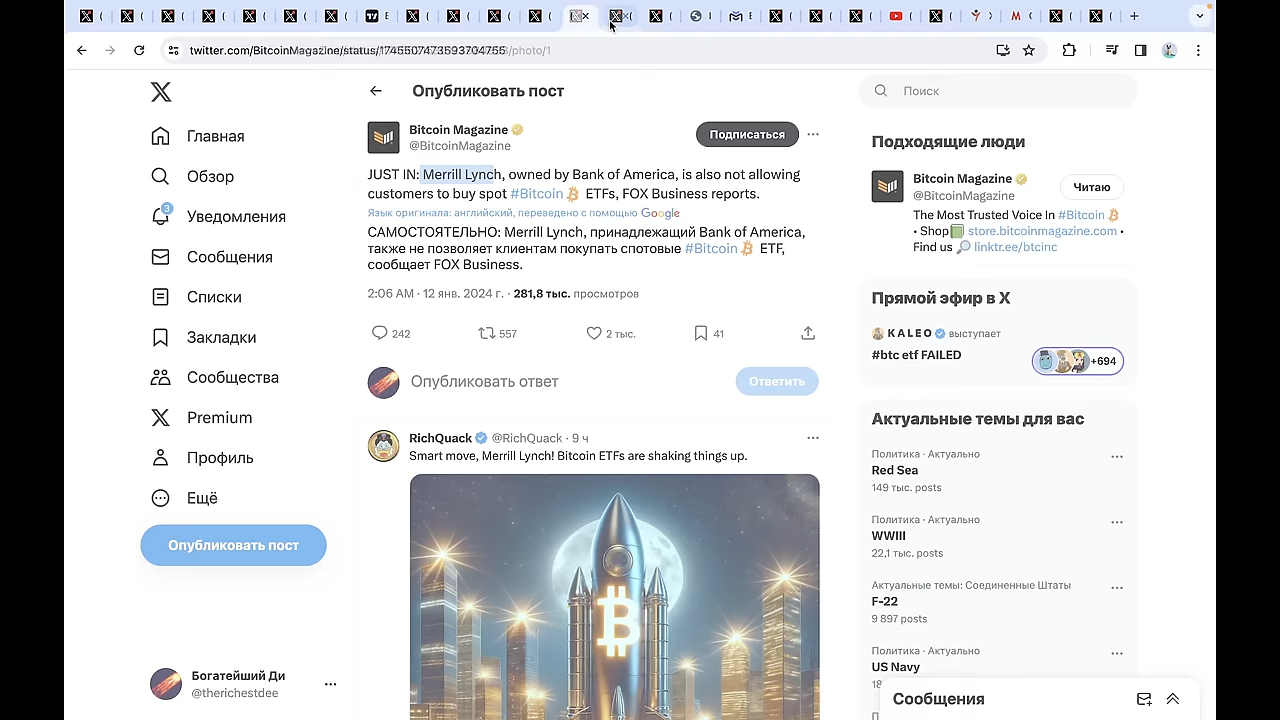 twitter.com/BitcoinMagazine/status/1745507473593704755
Главная
Обзор
3
Уведомления
Сообщения
Списки
Закладки
Сообщества
Premium
Профиль
Ещё
Опубликовать пост
Богатейший Ди
@therichestdee
Опубликовать пост
Bitcoin Magazine
@BitcoinMagazine
Подписаться
JUST IN: Merrill Lynch, owned by Bank of America, is also not allowing
customers to buy spot #Bitcoin ETFs, FOX Business reports.
Язык оригинала: английский, переведено с помощью Google
САМОСТОЯТЕЛЬНО: Merrill Lynch, принадлежащий Bank of America,
также не позволяет клиентам покупать спотовые #Bitcoin ETF,
сообщает FOX Business.
2:06 AM · 12 янв. 2024 г. · 281,8 тыс. просмотров
242 557 2 тыс. 41
Опубликовать ответ
Ответить
RichQuack @RichQuack · 9 ч
Smart move, Merrill Lynch! Bitcoin ETFs are shaking things up.
Поиск
Подходящие люди
Bitcoin Magazine
@BitcoinMagazine
Читаю
The Most Trusted Voice In #Bitcoin
• Shop store.bitcoinmagazine.com •
Find us linktr.ee/btcinc
Прямой эфир в X
KALEO выступает
#btc etf FAILED
+694
Актуальные темы для вас
Политика · Актуально
Red Sea
149 тыс. posts
Политика · Актуально
WWIII
22,1 тыс. posts
Актуальные темы: Соединенные Штаты
F-22
9 897 posts
Политика · Актуально
US Navy
Сообщения